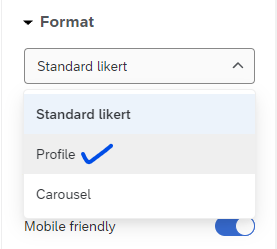 Format
Standard likert
Standard likert
Profile
Carousel
Mobile friendly